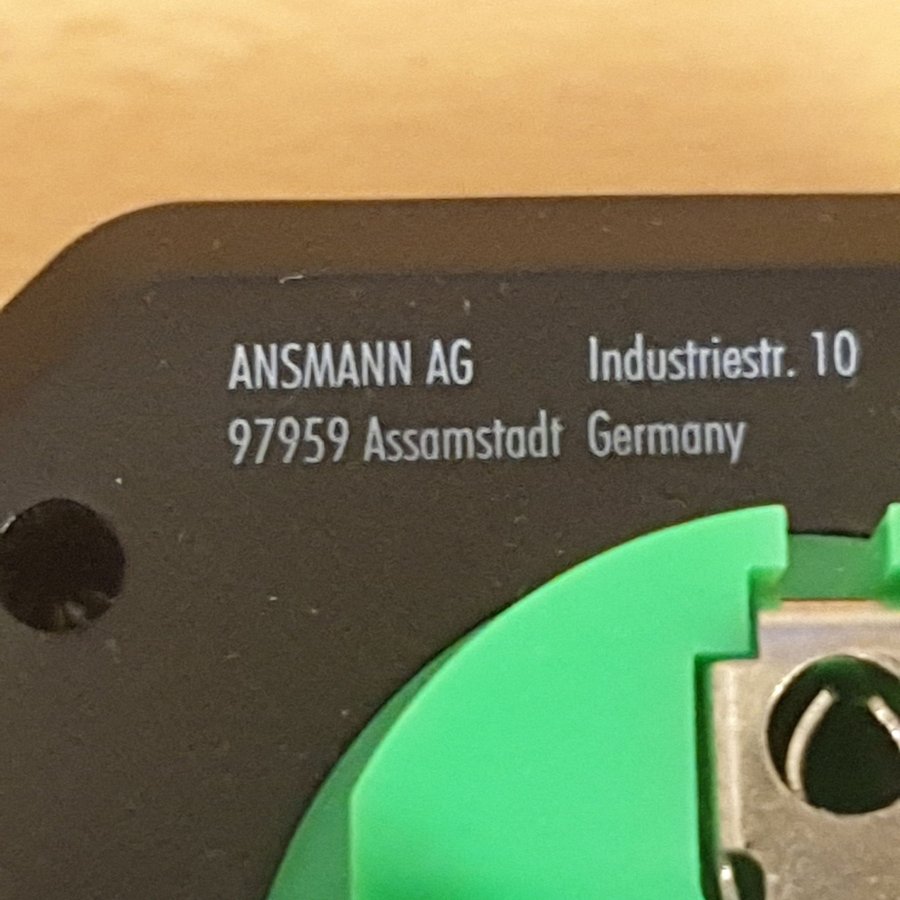 ANSMANN AG Industriestr. 10
97959 Assamstadt Germany